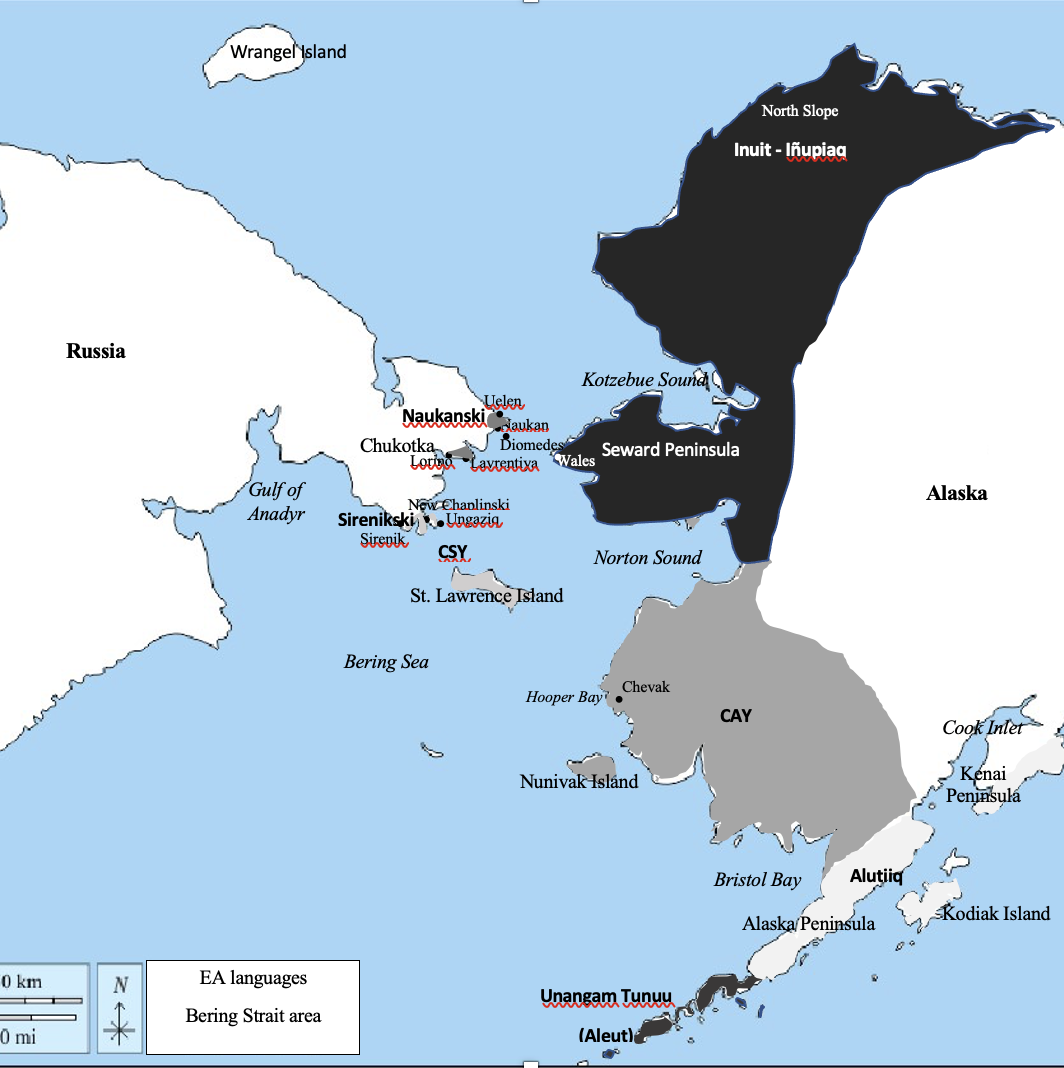 Wrangel Island
North Slope
Inuit - Iñupiaq
Russia
Kotzebue Sound
Uelen
Naukanski
Naukan
Diomedes
Chukotka
Lorino
Lavrentiya
Wales
Seward Peninsula
Alaska
Gulf of
Anadyr
New Chaplinski
Sirenikski
Ungaziq
Sirenik
CSY
Norton Sound
St. Lawrence Island
Bering Sea
Chevak
Hooper Bay
CAY
Cook Inlet
Nunivak Island
Kenai
Peninsula
Bristol Bay
Alutiiq
Kodiak Island
Alaska Peninsula
Unangam Tunuu
(Aleut)
0 km
0 mi
N
EA languages
Bering Strait area